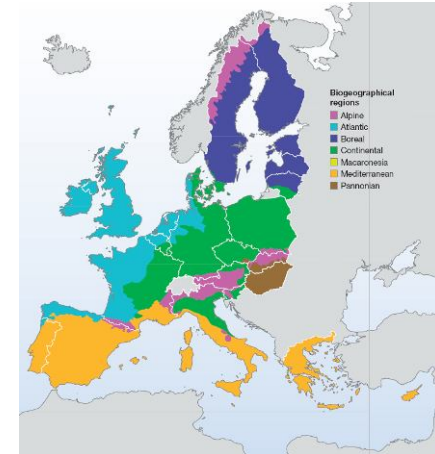 Biogeographical
regions
Alpine
Atlantic
Boreal
Continental
Macaronesia
Mediterranean
Pannonian